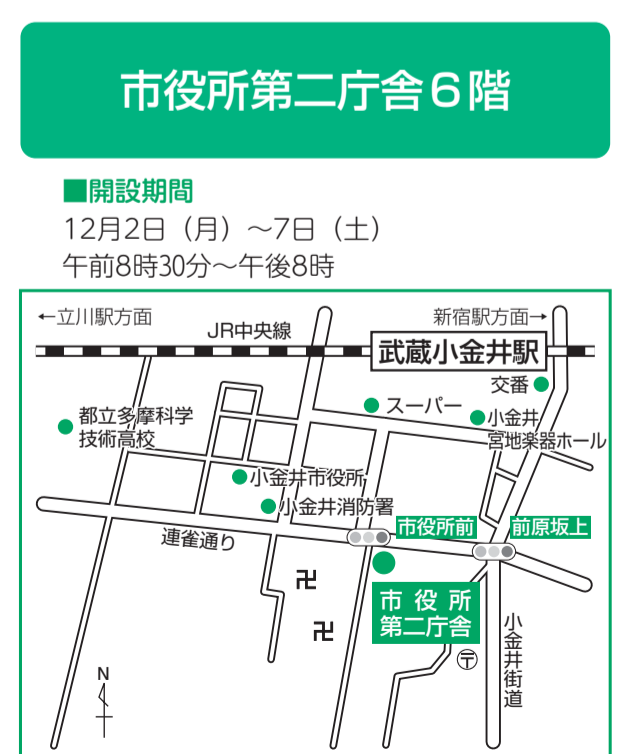 市役所第二庁舎６階
■開設期間
12月2日（月）～7日（土）
午前8時30分～午後8時
←立川駅方面
新宿駅方面→
JR中央線
武蔵小金井駅
交番
スーパー
都立多摩科学
技術高校
小金井
宮地楽器ホール
小金井市役所
小金井消防署
市役所前
前原坂上
連雀通り
卍
市役所
第二庁舎
卍
〒
小金井街道
N